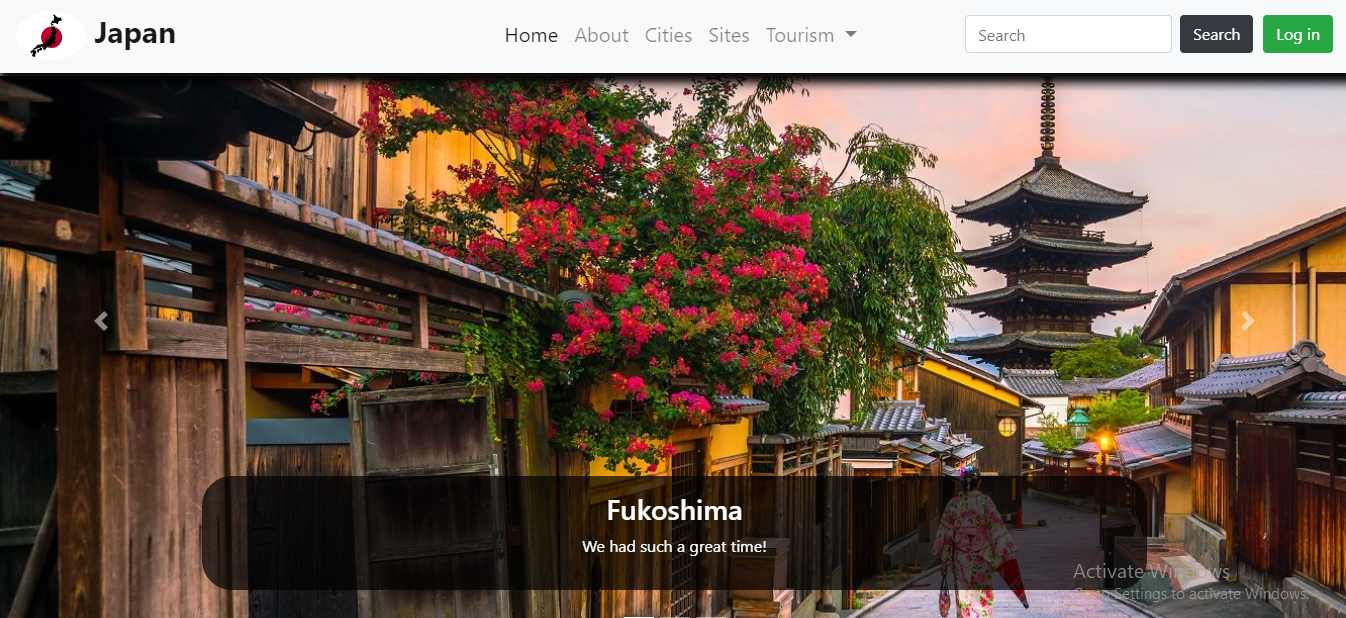 Japan
Home About Cities Sites Tourism
Search Search Log in
Fukoshima
We had such a great time!
Activate Windows
Go to Settings to activate Windows.